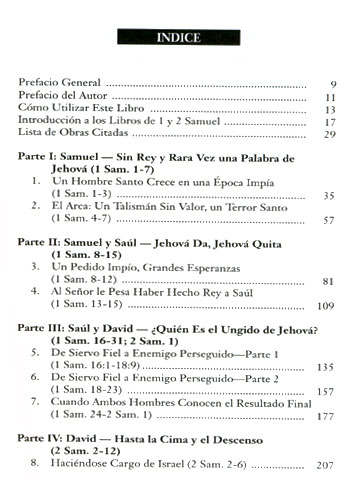 INDICE
Prefacio General ........ 9
Prefacio del Autor ........ 11
Cómo Utilizar Este Libro ........ 13
Introducción a los Libros de 1 y 2 Samuel ........ 17
Lista de Obras Citadas ........ 29
Parte I: Samuel — Sin Rey y Rara Vez una Palabra de
Jehová (1 Sam. 1-7)
1. Un Hombre Santo Crece en una Época Impía
(1 Sam. 1-3) ........ 35
2. El Arca: Un Talismán Sin Valor, un Terror Santo
(1 Sam. 4-7) ........ 57
Parte II: Samuel y Saúl — Jehová Da, Jehová Quita
(1 Sam. 8-15)
3. Un Pedido Impío, Grandes Esperanzas
(1 Sam. 8-12) ........ 81
4. Al Señor le Pesa Haber Hecho Rey a Saúl
(1 Sam. 13-15) ........ 109
Parte III: Saúl y David — ¿Quién Es el Ungido de Jehová?
(1 Sam. 16-31; 2 Sam. 1)
5. De Siervo Fiel a Enemigo Perseguido—Parte 1
(1 Sam. 16:1-18:9) ........ 135
6. De Siervo Fiel a Enemigo Perseguido—Parte 2
(1 Sam. 18-23) ........ 157
7. Cuando Ambos Hombres Conocen el Resultado Final
(1 Sam. 24-2 Sam. 1) ........ 177
Parte IV: David — Hasta la Cima y el Descenso
(2 Sam. 2-12)
8. Haciéndose Cargo de Israel (2 Sam. 2-6) ........ 207